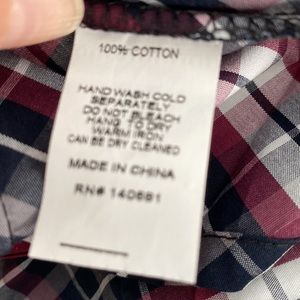 100% COTTON
HAND WASH COLD
SEPARATELY
DO NOT BLEACH
HANG TO DRY
WARM IRON
CAN BE DRY CLEANED
MADE IN CHINA
RN# 140691